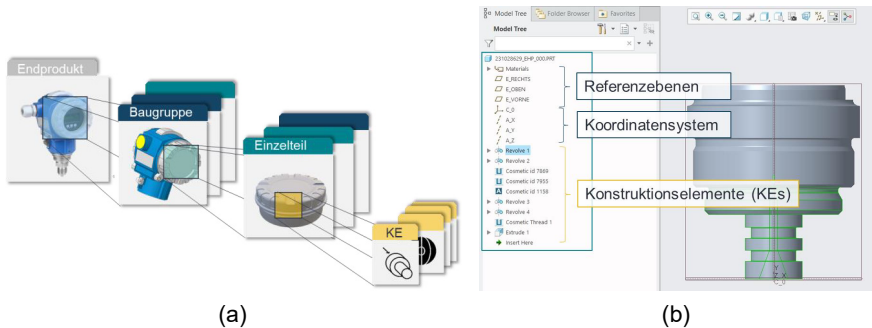 Endprodukt
Baugruppe
Einzelteil
KE
(a)
Model Tree
Folder Browser
Favorites
Model Tree
231028629_EHP_000.PRT
Materials
E_RECHTS
E_OBEN
E_VORNE
C_0
A_X
A_Y
A_Z
Revolve 1
Revolve 2
Cosmetic id 7869
Cosmetic id 7955
Cosmetic id 1156
Revolve 3
Revolve 4
Cosmetic Thread 1
Extrude 1
Insert Here
Referenzebenen
Koordinatensystem
Konstruktionselemente (KEs)
Y
Z X
C_0
(b)